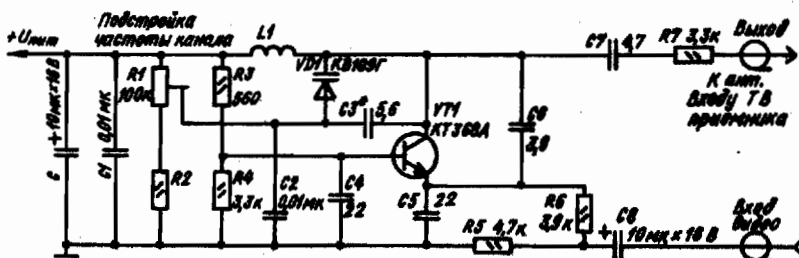 +Uпит
Подстройка
частоты канала
L1
VD1 КВ109Г
C7 4,7
R7 3,3к
Выход
К ант.
Входу ТВ
приемника
R1
100к
R3
560
C3* 5,6
VT1
КТ368А
C6
3,9
C + 10мк×16В
C1 0,01мк
R2
R4
3,3к
C2
0,01мк
C4
22
C5 22
R5 4,7к
R6
3,9к
C8
+ 10мк×16В
Вход
Видео